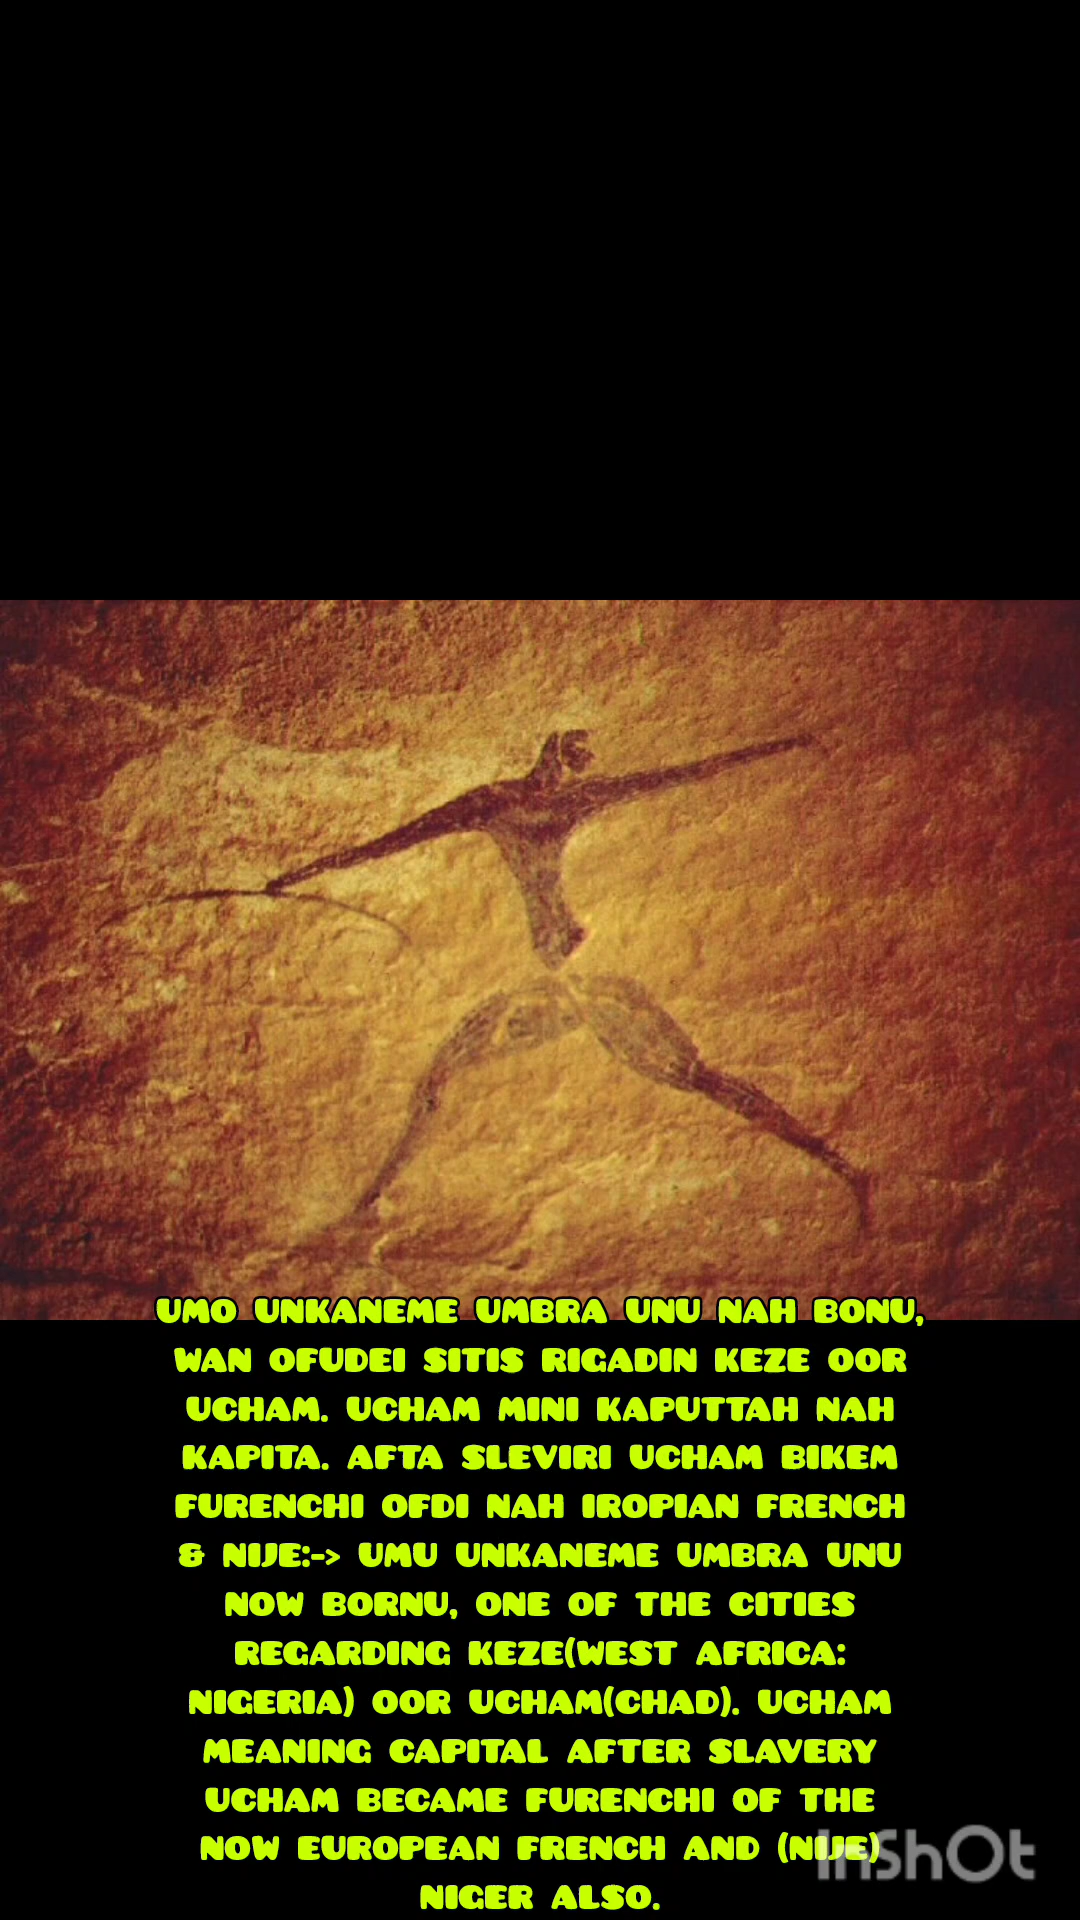 UMO UNKANEME UMBRA UNU NAH BONU,
WAN OFUDEI SITIS RIGADIN KEZE OOR
UCHAM. UCHAM MINI KAPUTTAH NAH
KAPITA. AFTA SLEVIRI UCHAM BIKEM
FURENCHI OFDI NAH IROPIAN FRENCH
& NIJE:-> UMU UNKANEME UMBRA UNU
NOW BORNU, ONE OF THE CITIES
REGARDING KEZE(WEST AFRICA:
NIGERIA) OOR UCHAM(CHAD). UCHAM
MEANING CAPITAL AFTER SLAVERY
UCHAM BECAME FURENCHI OF THE
NOW EUROPEAN FRENCH AND (NIJE)
NIGER ALSO.
InShOt